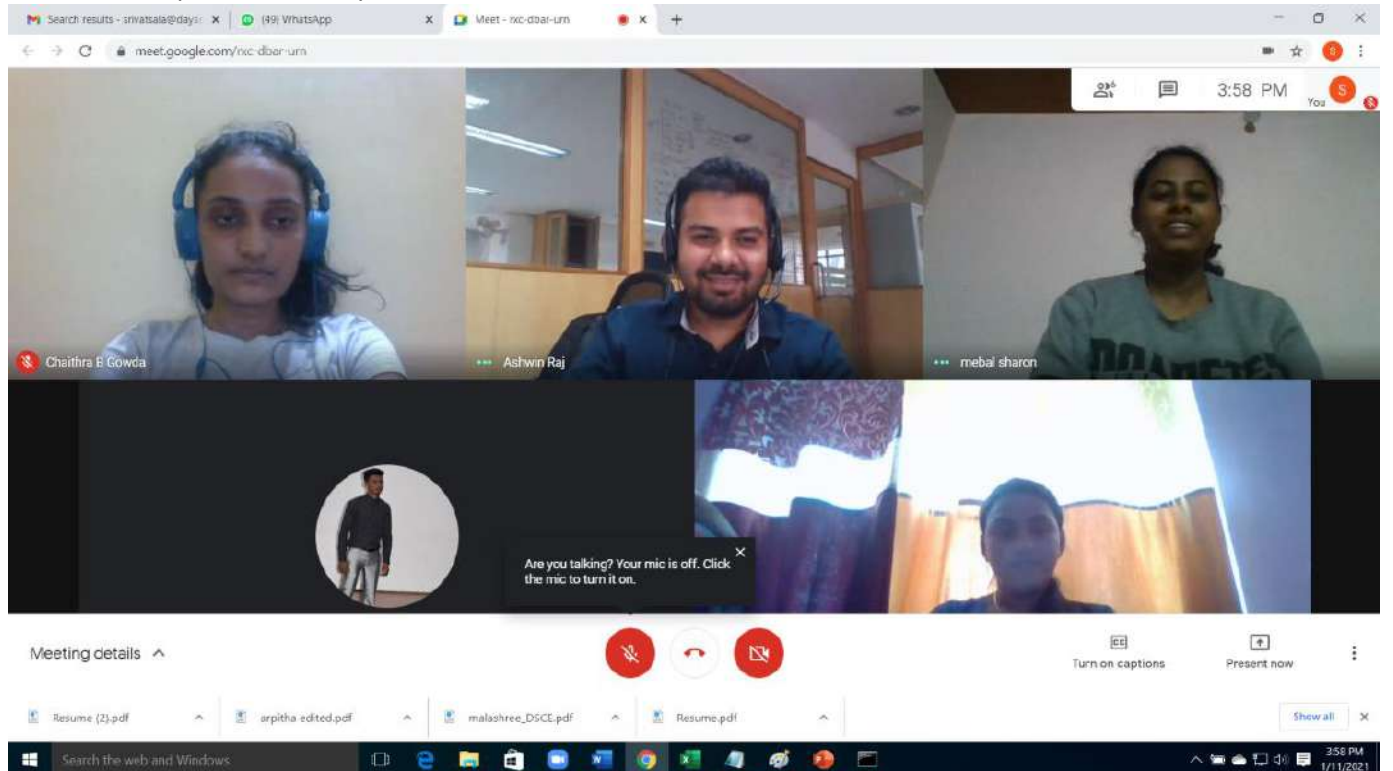 Search results - srivatsala@daysc
(49) WhatsApp
Meet - rxc-dbar-urn
meet.google.com/rxc-dbar-urn
S
6
3:58 PM
You
S
Chaithra B Gowda
Ashwin Raj
mebal sharon
Are you talking? Your mic is off. Click
the mic to turn it on.
Meeting details
CC
Turn on captions
Present now
Resume (2).pdf
arpitha edited.pdf
malashree_DSCE.pdf
Resume.pdf
Show all
Search the web and Windows
3:58 PM
1/11/2021